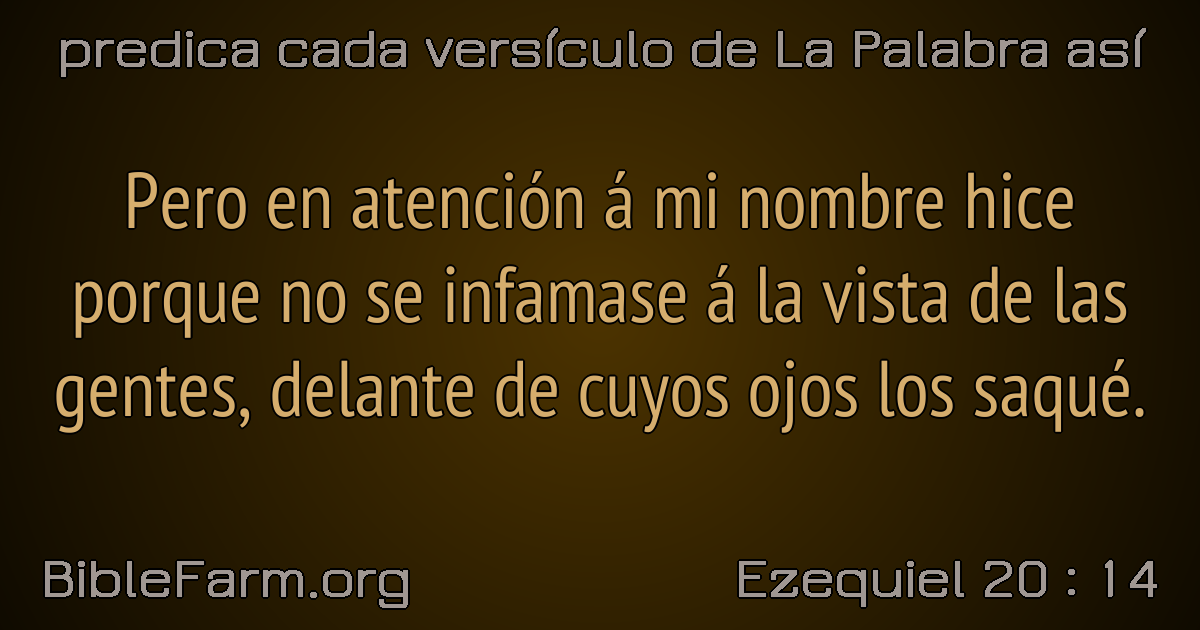 predica cada versículo de La Palabra así
Pero en atención á mi nombre hice
porque no se infamase á la vista de las
gentes, delante de cuyos ojos los saqué.
BibleFarm.org
Ezequiel 20 : 14